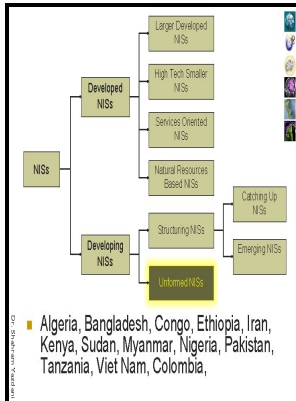 Larger Developed
NISs
High Tech Smaller
NISs
Developed
NISs
Services Oriented
NISs
Natural Resources
Based NISs
NISs
Catching Up
NISs
Structuring NISs
Emerging NISs
Developing
NISs
Unformed NISs
Algeria, Bangladesh, Congo, Ethiopia, Iran,
Kenya, Sudan, Myanmar, Nigeria, Pakistan,
Tanzania, Viet Nam, Colombia,
Dr. Shahram Yazdani